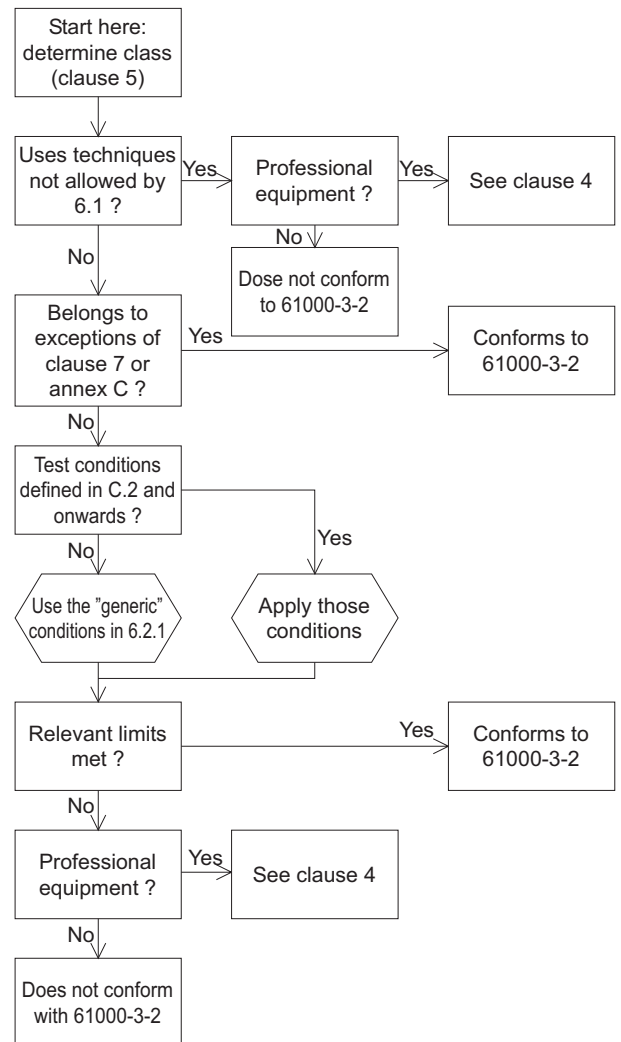 Start here:
determine class
(clause 5)
Uses techniques
not allowed by
6.1 ?
Yes
Professional
equipment ?
Yes
See clause 4
No
No
Dose not conform
to 61000-3-2
Belongs to
exceptions of
clause 7 or
annex C ?
Yes
Conforms to
61000-3-2
No
Test conditions
defined in C.2 and
onwards ?
No
Yes
Use the ”generic”
conditions in 6.2.1
Apply those
conditions
Relevant limits
met ?
Yes
Conforms to
61000-3-2
No
Professional
equipment ?
Yes
See clause 4
No
Does not conform
with 61000-3-2